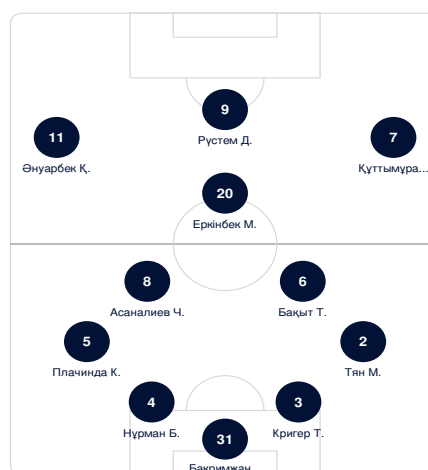 9
11
7
Рүстем Д.
Әнуарбек Қ.
Құттымұра...
20
Еркінбек М.
8
6
Асаналиев Ч.
Бақыт Т.
5
2
Плачинда К.
Тян М.
4
3
Нұрман Б.
Кригер Т.
31
Бакримжан